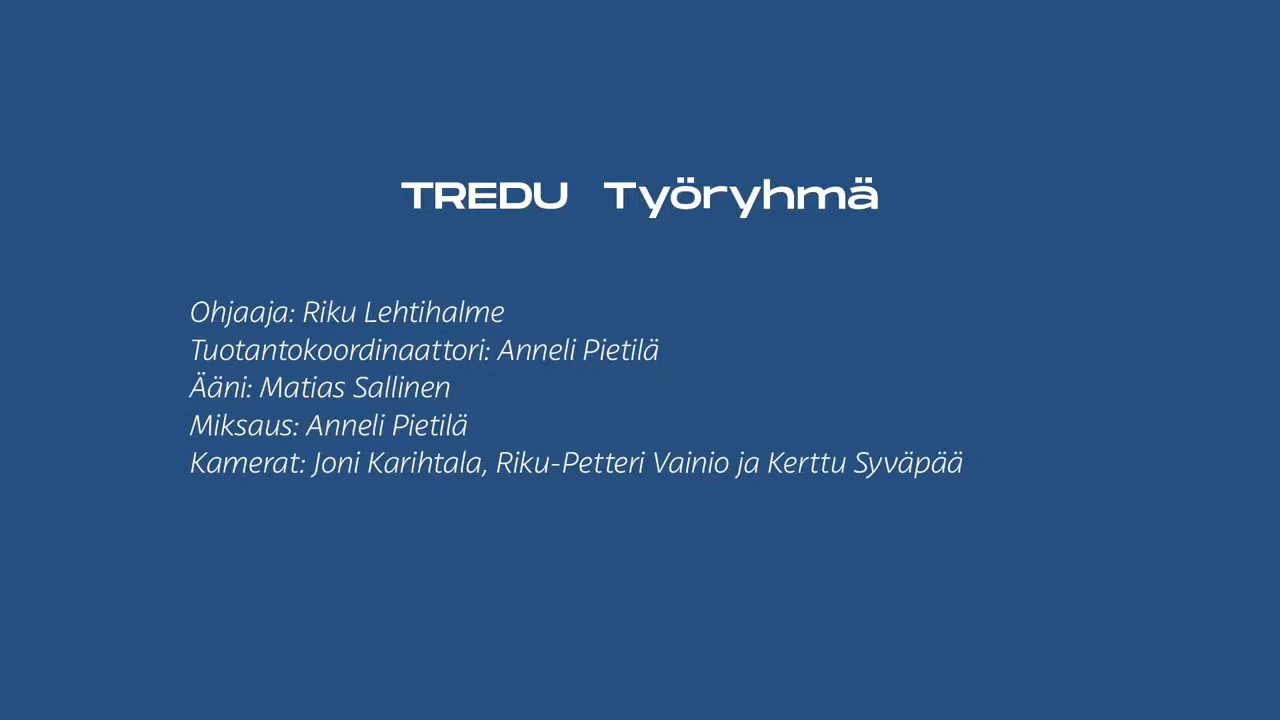 TREDU Työryhmä
Ohjaaja: Riku Lehtihalme
Tuotantokoordinaattori: Anneli Pietilä
Ääni: Matias Sallinen
Miksaus: Anneli Pietilä
Kamerat: Joni Karihtala, Riku-Petteri Vainio ja Kerttu Syväpää